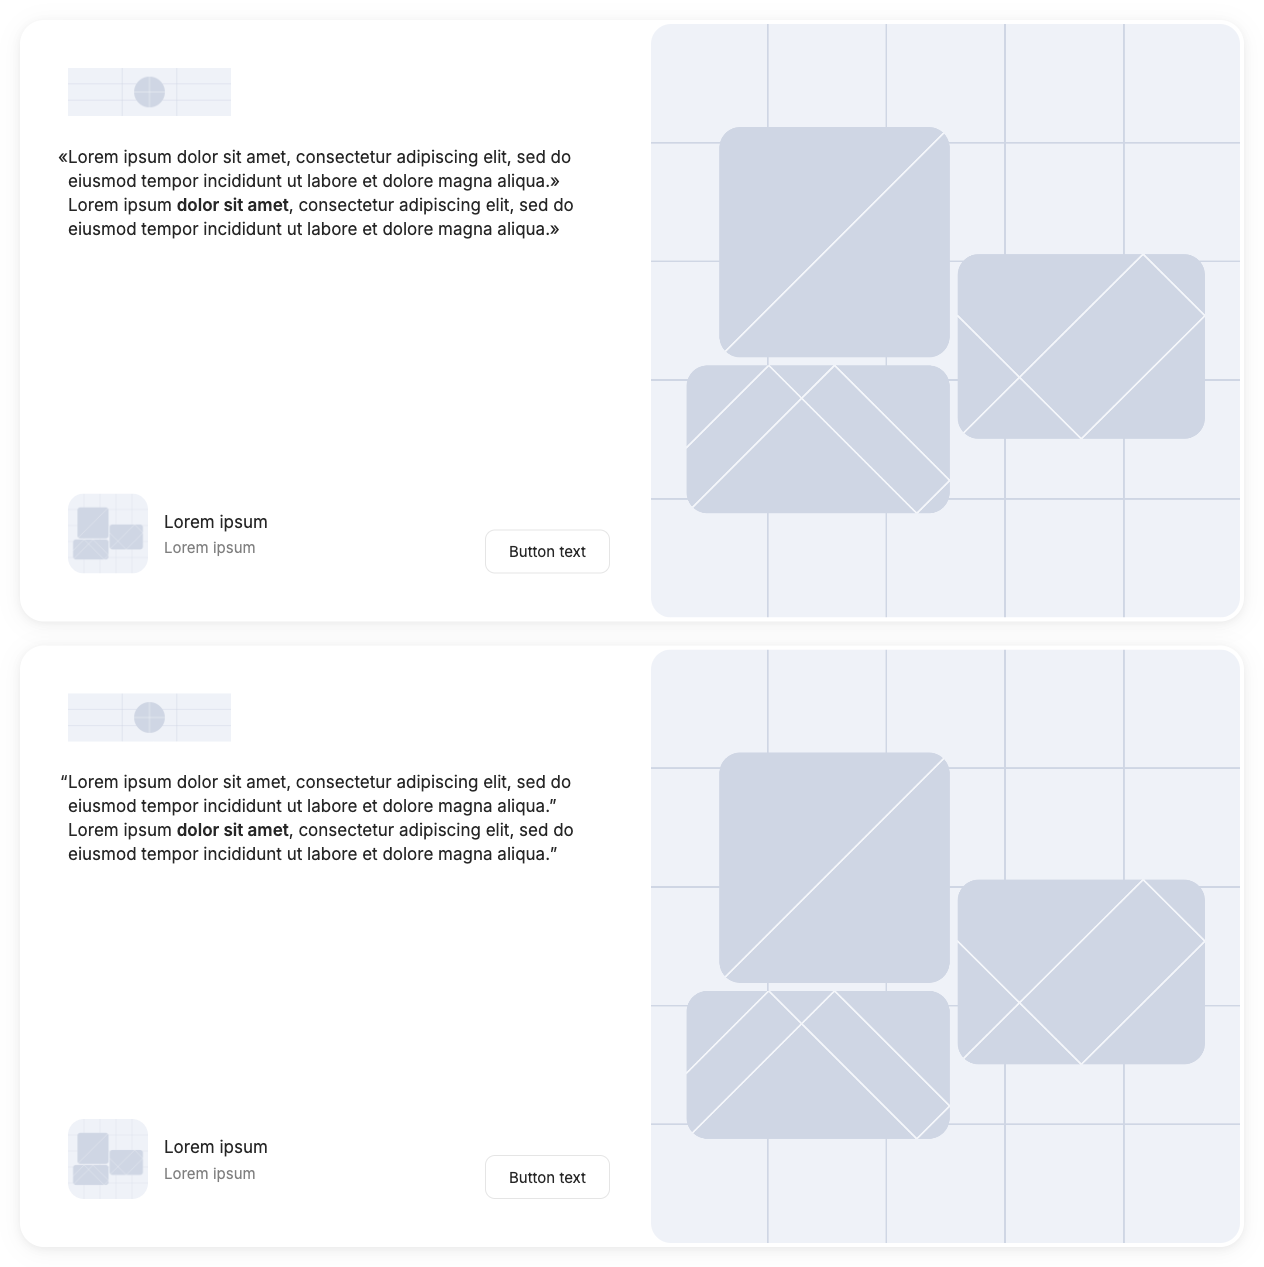 «Lorem ipsum dolor sit amet, consectetur adipiscing elit, sed do
eiusmod tempor incididunt ut labore et dolore magna aliqua.»
Lorem ipsum dolor sit amet, consectetur adipiscing elit, sed do
eiusmod tempor incididunt ut labore et dolore magna aliqua.»
Lorem ipsum
Lorem ipsum
Button text
“Lorem ipsum dolor sit amet, consectetur adipiscing elit, sed do
eiusmod tempor incididunt ut labore et dolore magna aliqua.”
Lorem ipsum dolor sit amet, consectetur adipiscing elit, sed do
eiusmod tempor incididunt ut labore et dolore magna aliqua.”
Lorem ipsum
Lorem ipsum
Button text